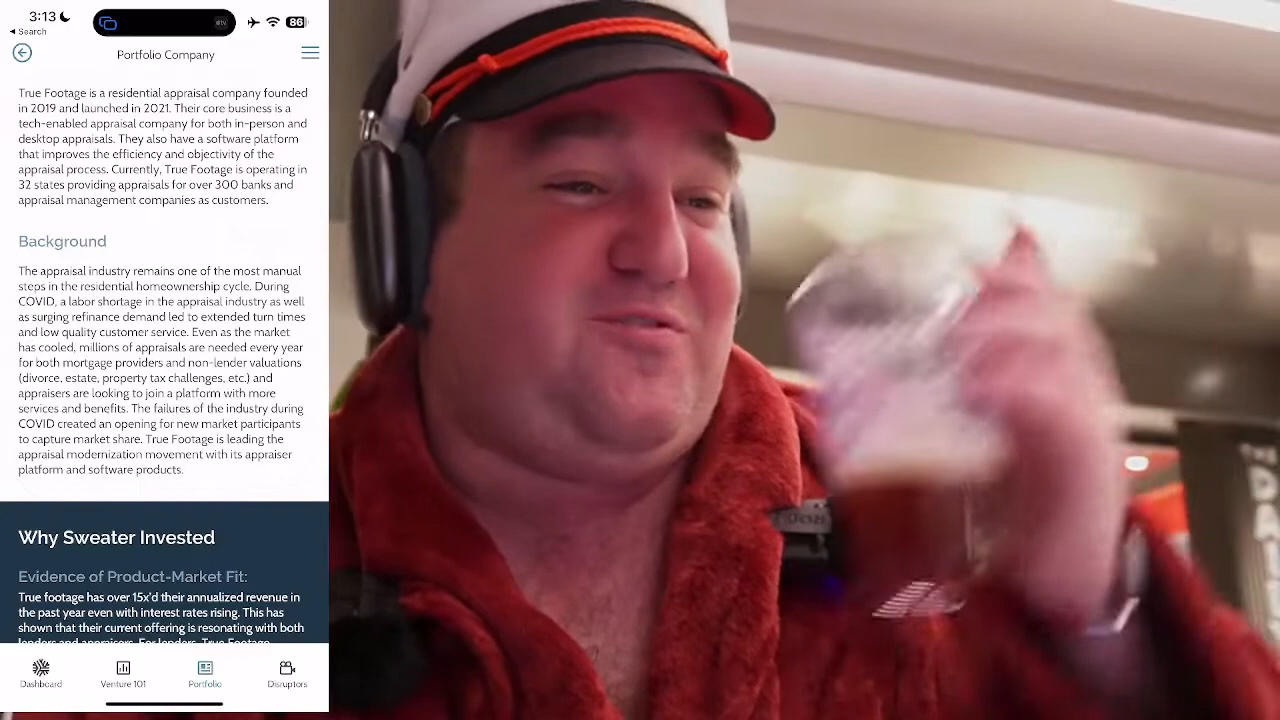 3:13
Search
86
Portfolio Company
True Footage is a residential appraisal company founded
in 2019 and launched in 2021. Their core business is a
tech-enabled appraisal company for both in-person and
desktop appraisals. They also have a software platform
that improves the efficiency and objectivity of the
appraisal process. Currently, True Footage is operating in
32 states providing appraisals for over 300 banks and
appraisal management companies as customers.
Background
The appraisal industry remains one of the most manual
steps in the residential homeownership cycle. During
COVID, a labor shortage in the appraisal industry as well
as surging refinance demand led to extended turn times
and low quality customer service. Even as the market
has cooled, millions of appraisals are needed every year
for both mortgage providers and non-lender valuations
(divorce, estate, property tax challenges, etc.) and
appraisers are looking to join a platform with more
services and benefits. The failures of the industry during
COVID created an opening for new market participants
to capture market share. True Footage is leading the
appraisal modernization movement with its appraiser
platform and software products.
Why Sweater Invested
Evidence of Product-Market Fit:
True footage has over 15x'd their annualized revenue in
the past year even with interest rates rising. This has
shown that their current offering is resonating with both
lenders and appraisers. For lenders, True Footage
Dashboard
Venture 101
Portfolio
Disruptors
THE